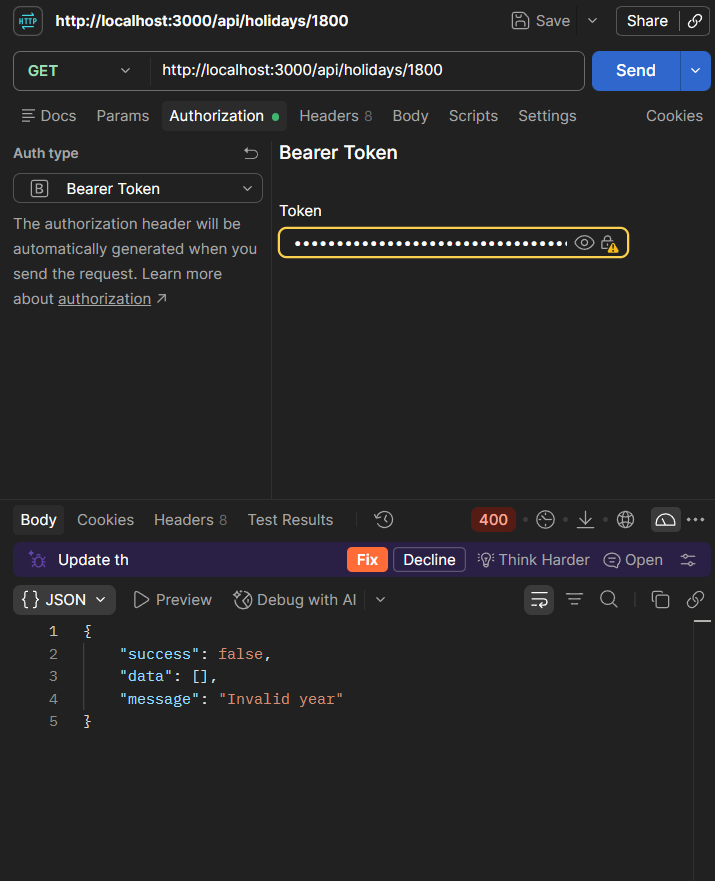 HTTP http://localhost:3000/api/holidays/1800 Save Share
GET http://localhost:3000/api/holidays/1800 Send
Docs Params Authorization Headers 8 Body Scripts Settings Cookies
Auth type
B Bearer Token
The authorization header will be
automatically generated when you
send the request. Learn more
about authorization ↗
Bearer Token
Token
Body Cookies Headers 8 Test Results 400
Update th Fix Decline Think Harder Open
{} JSON Preview Debug with AI
1 {
2 "success": false,
3 "data": [],
4 "message": "Invalid year"
5 }